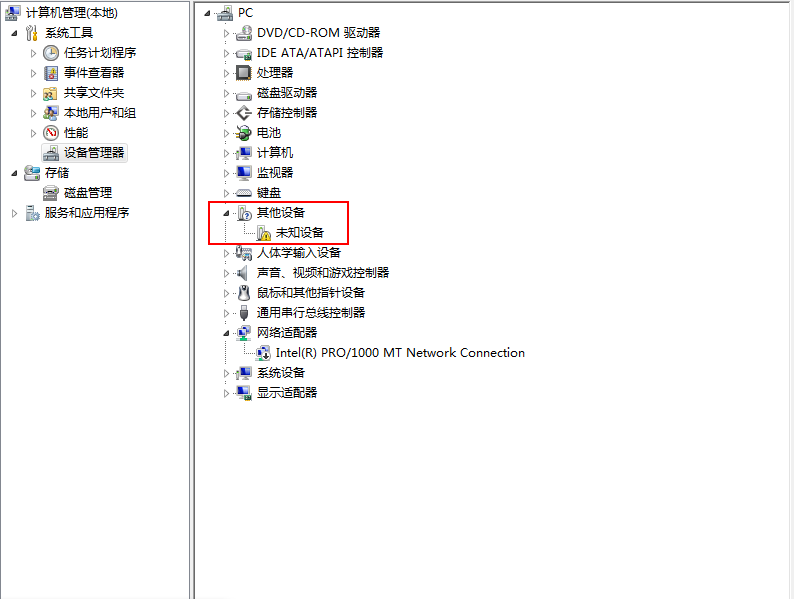 计算机管理(本地)
系统工具
任务计划程序
事件查看器
共享文件夹
本地用户和组
性能
设备管理器
存储
磁盘管理
服务和应用程序
PC
DVD/CD-ROM 驱动器
IDE ATA/ATAPI 控制器
处理器
磁盘驱动器
存储控制器
电池
计算机
监视器
键盘
其他设备
未知设备
人体学输入设备
声音、视频和游戏控制器
鼠标和其他指针设备
通用串行总线控制器
网络适配器
Intel(R) PRO/1000 MT Network Connection
系统设备
显示适配器